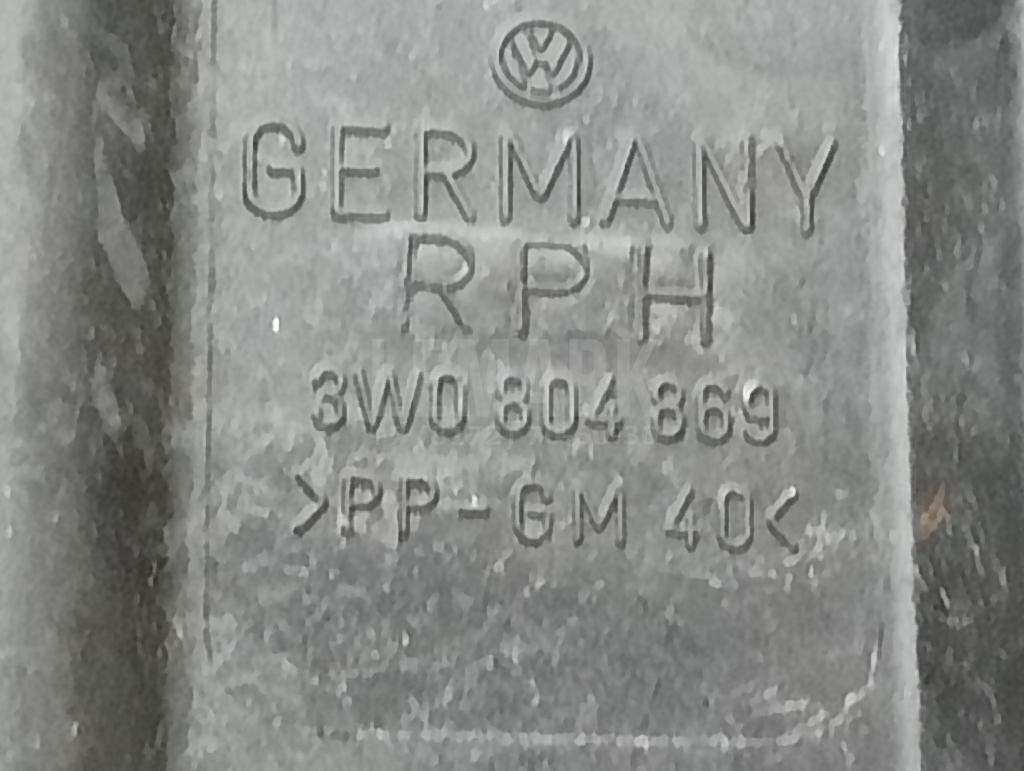 GERMANY
RPH
3W0 804 869
>PP-GM 40<